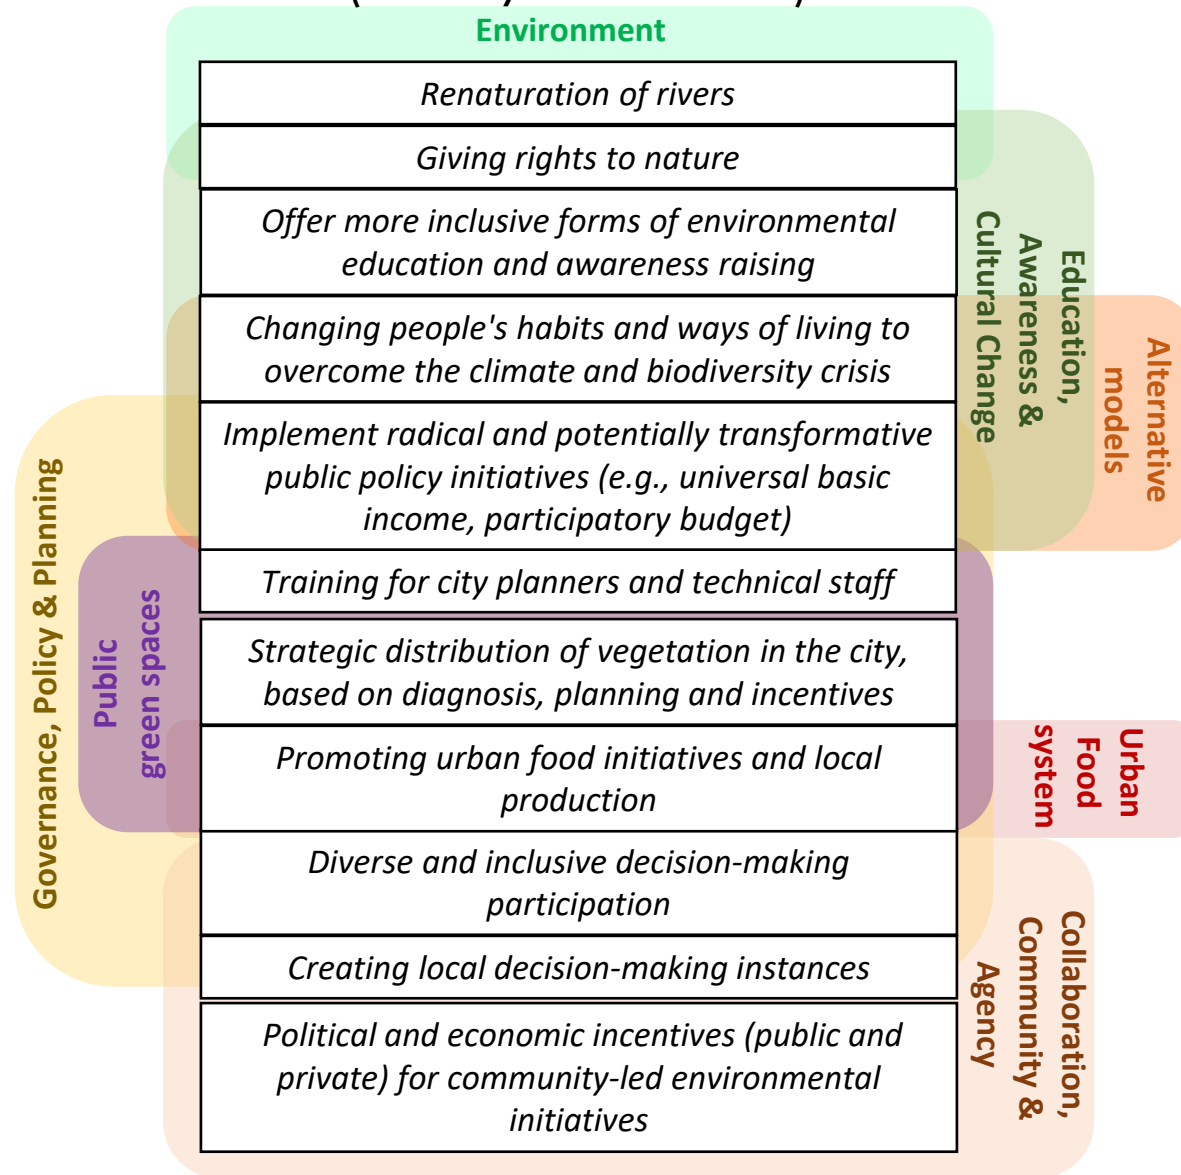 Environment
Renaturation of rivers
Giving rights to nature
Offer more inclusive forms of environmental
education and awareness raising
Changing people's habits and ways of living to
overcome the climate and biodiversity crisis
Implement radical and potentially transformative
public policy initiatives (e.g., universal basic
income, participatory budget)
Training for city planners and technical staff
Strategic distribution of vegetation in the city,
based on diagnosis, planning and incentives
Promoting urban food initiatives and local
production
Diverse and inclusive decision-making
participation
Creating local decision-making instances
Political and economic incentives (public and
private) for community-led environmental
initiatives
Governance, Policy & Planning
Public
green spaces
Education,
Awareness &
Cultural Change
Alternative
models
Urban
Food
system
Collaboration,
Community &
Agency